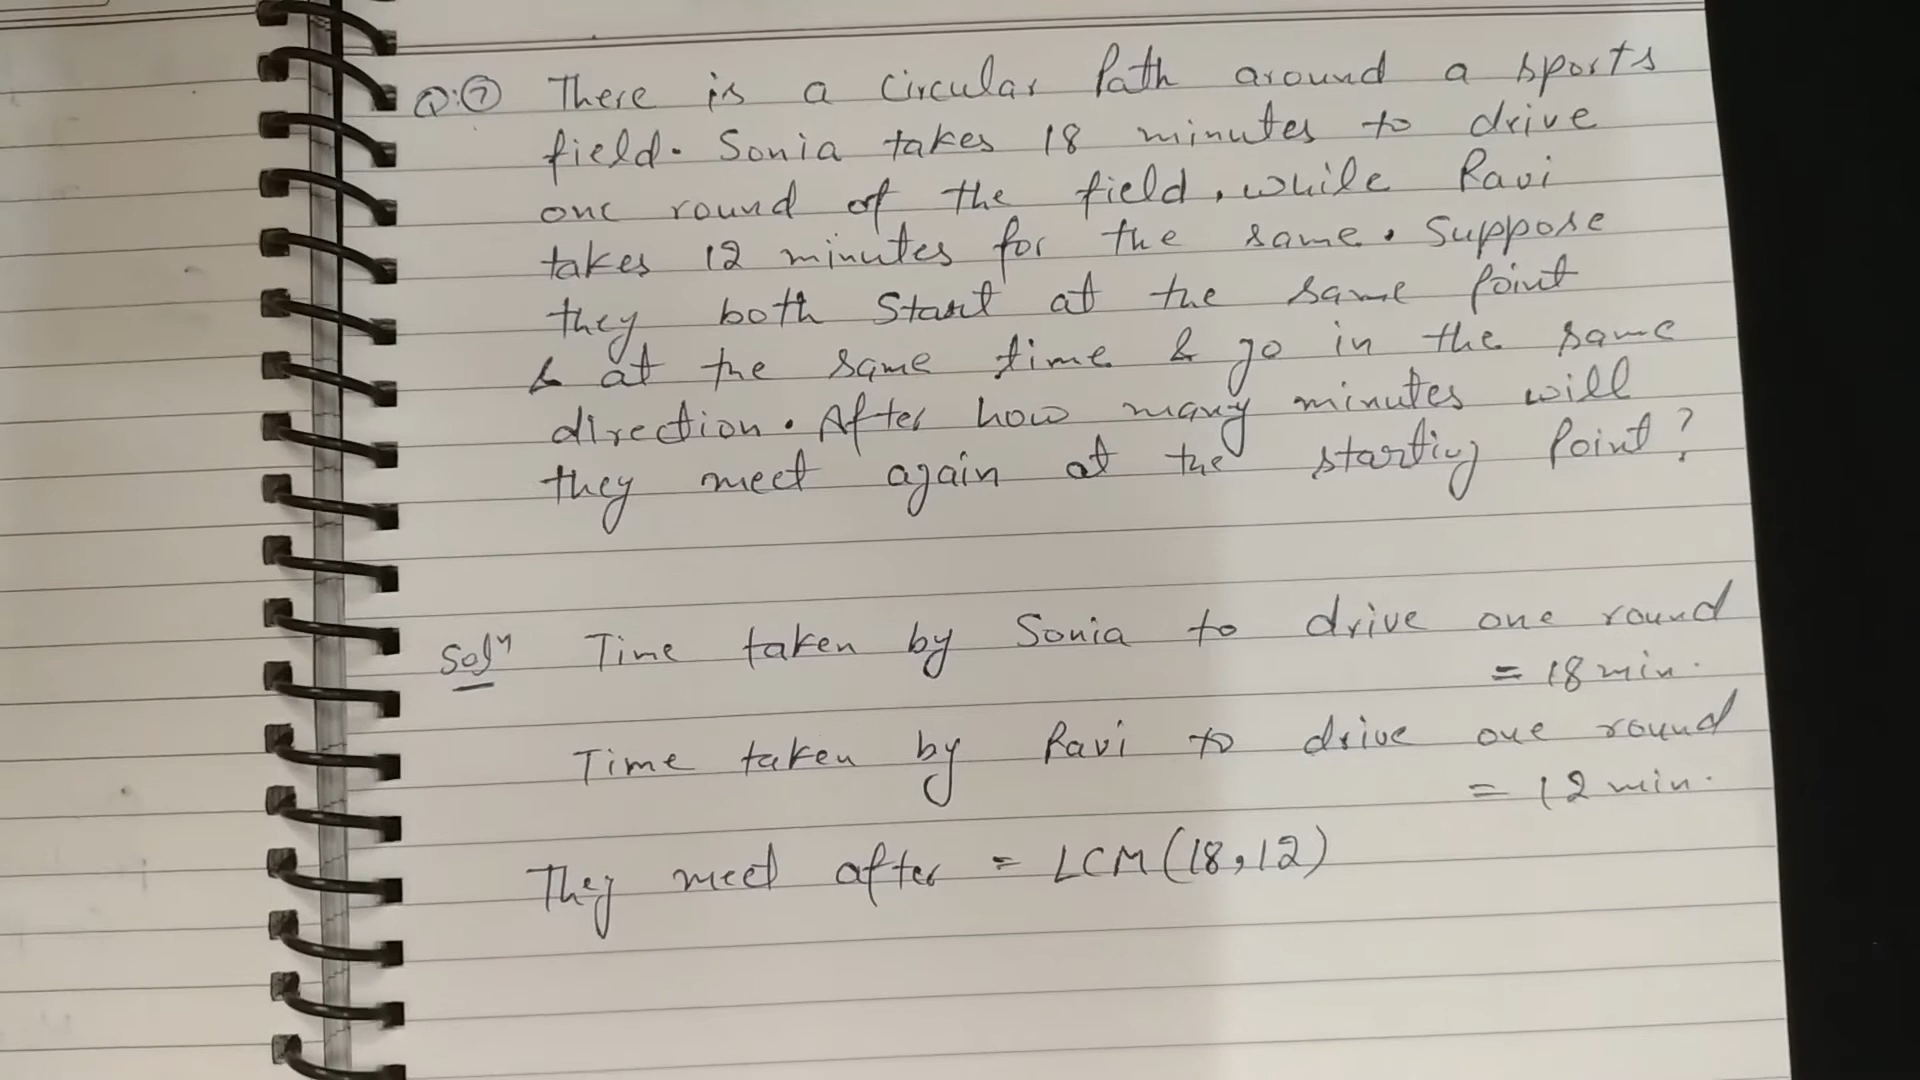 Q.⑦ There is a Circular Path around a sports
field. Sonia takes 18 minutes to drive
one round of the field, while Ravi
takes 12 minutes for the same. Suppose
they both Start at the same Point
& at the same time & go in the same
direction. After how many minutes will
they meet again at the starting Point?
Solⁿ Time taken by Sonia to drive one round
= 18 min.
Time taken by Ravi to drive one round
= 12 min.
They meet after = LCM(18,12)